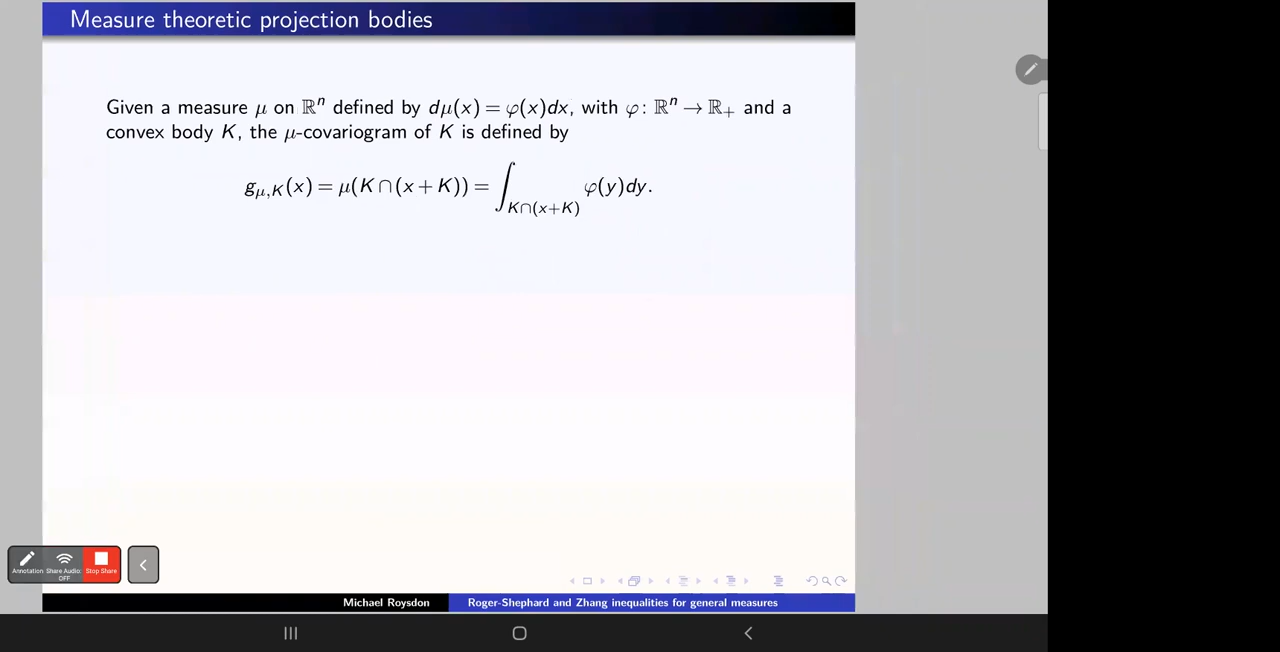 Measure theoretic projection bodies
Given a measure μ on ℝⁿ defined by dμ(x) = φ(x)dx, with φ: ℝⁿ → ℝ₊ and a
convex body K, the μ-covariogram of K is defined by
g_{μ,K}(x) = μ(K ∩ (x + K)) = ∫_{K∩(x+K)} φ(y)dy.
Annotation Share Audio: OFF Stop Share
Michael Roysdon Roger-Shephard and Zhang inequalities for general measures